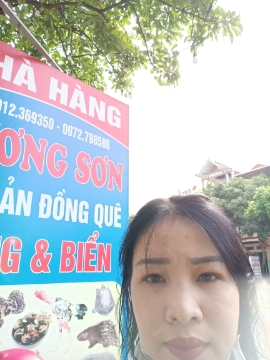 HÀ HÀNG
912.369350 - 0972.798586
ƠNG SƠN
ẢN ĐỒNG QUÊ
G & BIỂN